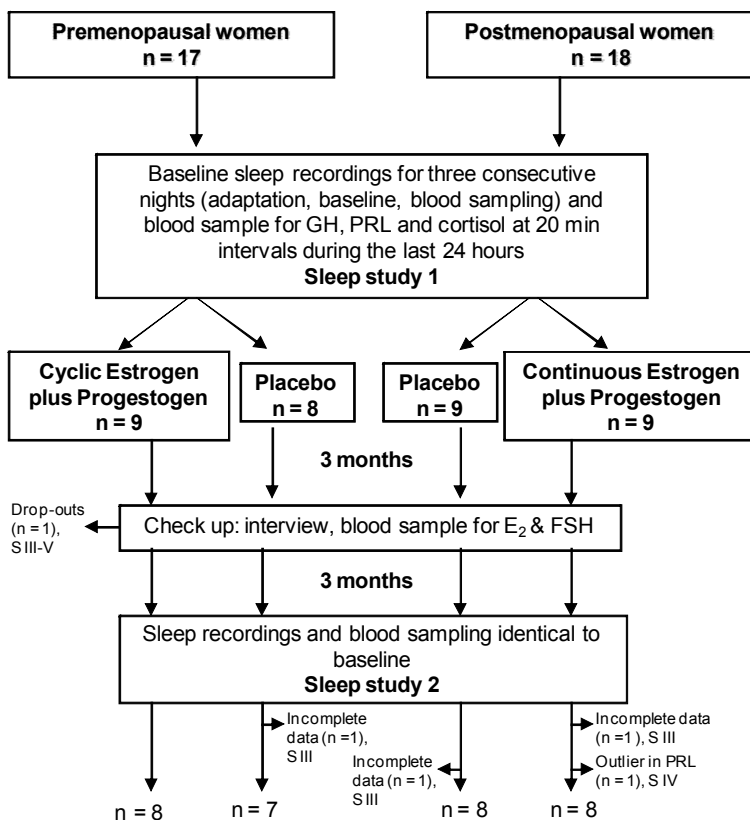 Premenopausal women
n = 17
Postmenopausal women
n = 18
Baseline sleep recordings for three consecutive
nights (adaptation, baseline, blood sampling) and
blood sample for GH, PRL and cortisol at 20 min
intervals during the last 24 hours
Sleep study 1
Cyclic Estrogen
plus Progestogen
n = 9
Placebo
n = 8
Placebo
n = 9
Continuous Estrogen
plus Progestogen
n = 9
3 months
Drop-outs
(n = 1),
S III-V
Check up: interview, blood sample for E₂ & FSH
3 months
Sleep recordings and blood sampling identical to
baseline
Sleep study 2
Incomplete
data (n =1),
S III
Incomplete
data (n = 1),
S III
Incomplete data
(n =1), S III
Outlier in PRL
(n =1), S IV
n = 8
n = 7
n = 8
n = 8